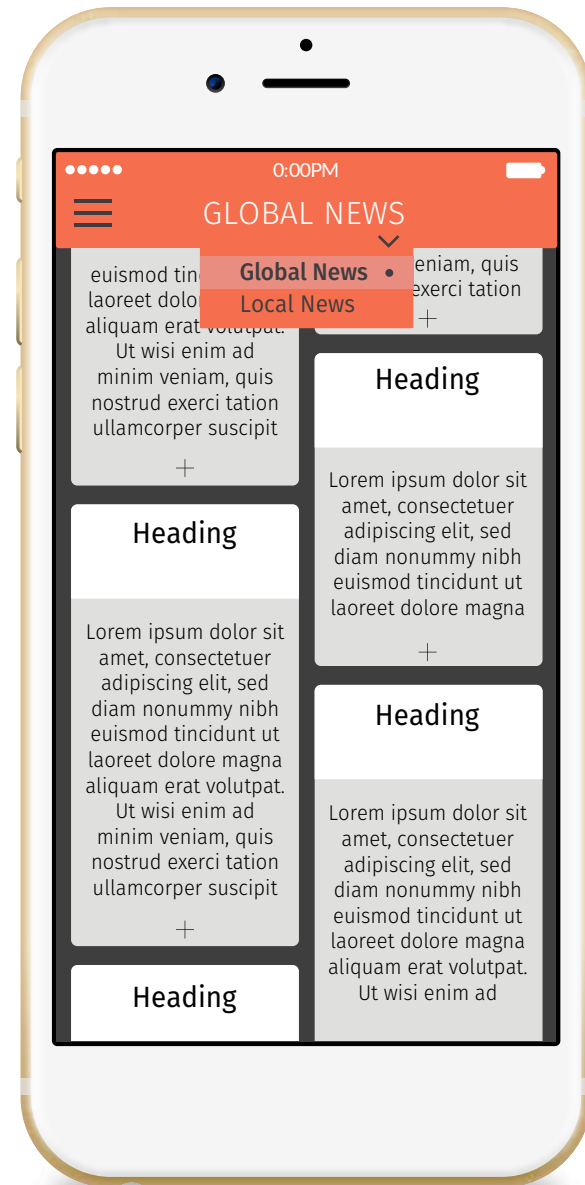 0:00PM
GLOBAL NEWS
Global News
Local News
euismod tin
laoreet dolor
aliquam erat volutpat.
Ut wisi enim ad
minim veniam, quis
nostrud exerci tation
ullamcorper suscipit
+
Heading
Lorem ipsum dolor sit
amet, consectetuer
adipiscing elit, sed
diam nonummy nibh
euismod tincidunt ut
laoreet dolore magna
aliquam erat volutpat.
Ut wisi enim ad
minim veniam, quis
nostrud exerci tation
ullamcorper suscipit
+
Heading
eniam, quis
exerci tation
+
Heading
Lorem ipsum dolor sit
amet, consectetuer
adipiscing elit, sed
diam nonummy nibh
euismod tincidunt ut
laoreet dolore magna
+
Heading
Lorem ipsum dolor sit
amet, consectetuer
adipiscing elit, sed
diam nonummy nibh
euismod tincidunt ut
laoreet dolore magna
aliquam erat volutpat.
Ut wisi enim ad